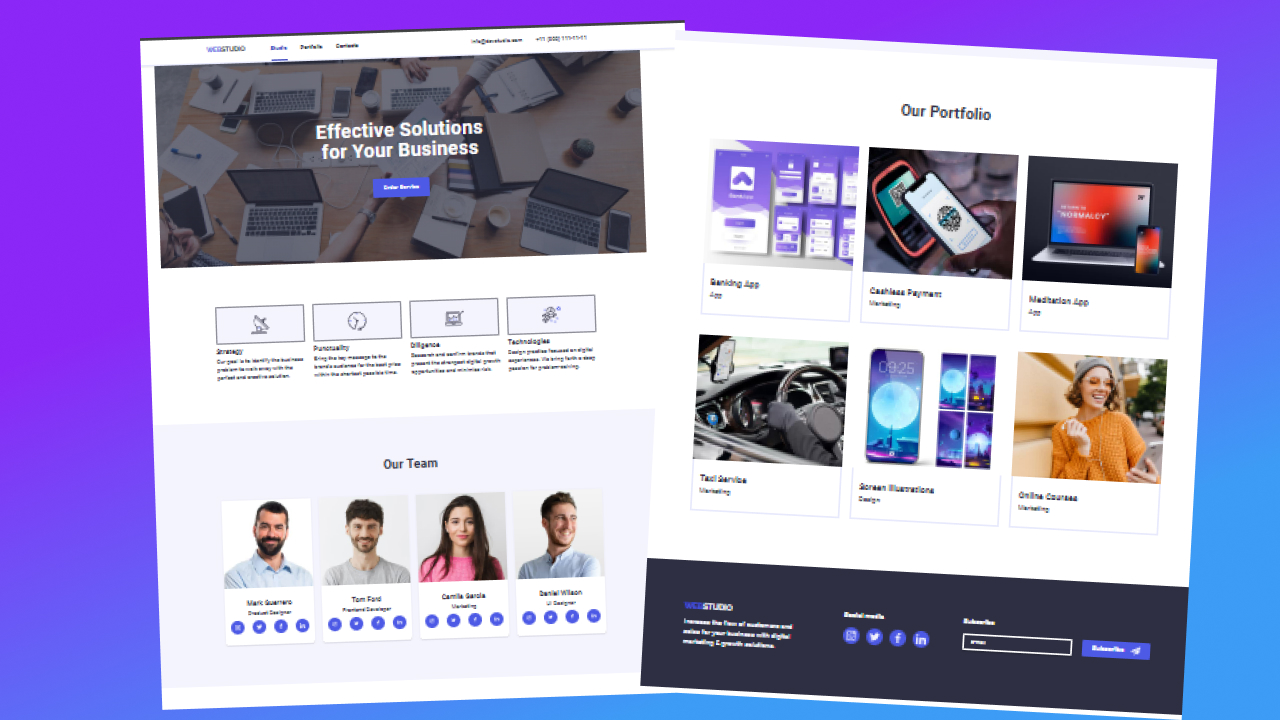 WEBSTUDIO
Studio
Portfolio
Contacts
info@devstudio.com
+11 (111) 111-11-11
Effective Solutions
for Your Business
Order Service
Strategy
Our goal is to identify the business
problem to walk away with the
perfect and creative solution.
Punctuality
Bring the key message to the
brand's audience for the best price
within the shortest possible time.
Diligence
Research and confirm brands that
present the strongest digital growth
opportunities and minimize risk.
Technologies
Design practice focused on digital
experiences. We bring forth a deep
passion for problem-solving.
Our Team
Mark Guerrero
Product Designer
Tom Ford
Frontend Developer
Camila Garcia
Marketing
Daniel Wilson
UI Designer
Our Portfolio
Banking App
App
Cashless Payment
Marketing
"NORMALCY"
Meditation App
App
Taxi Service
Marketing
09:25
Screen Illustrations
Design
Online Courses
Marketing
WEBSTUDIO
Increase the flow of customers and
sales for your business with digital
marketing & growth solutions.
Social media
Subscribe
Subscribe